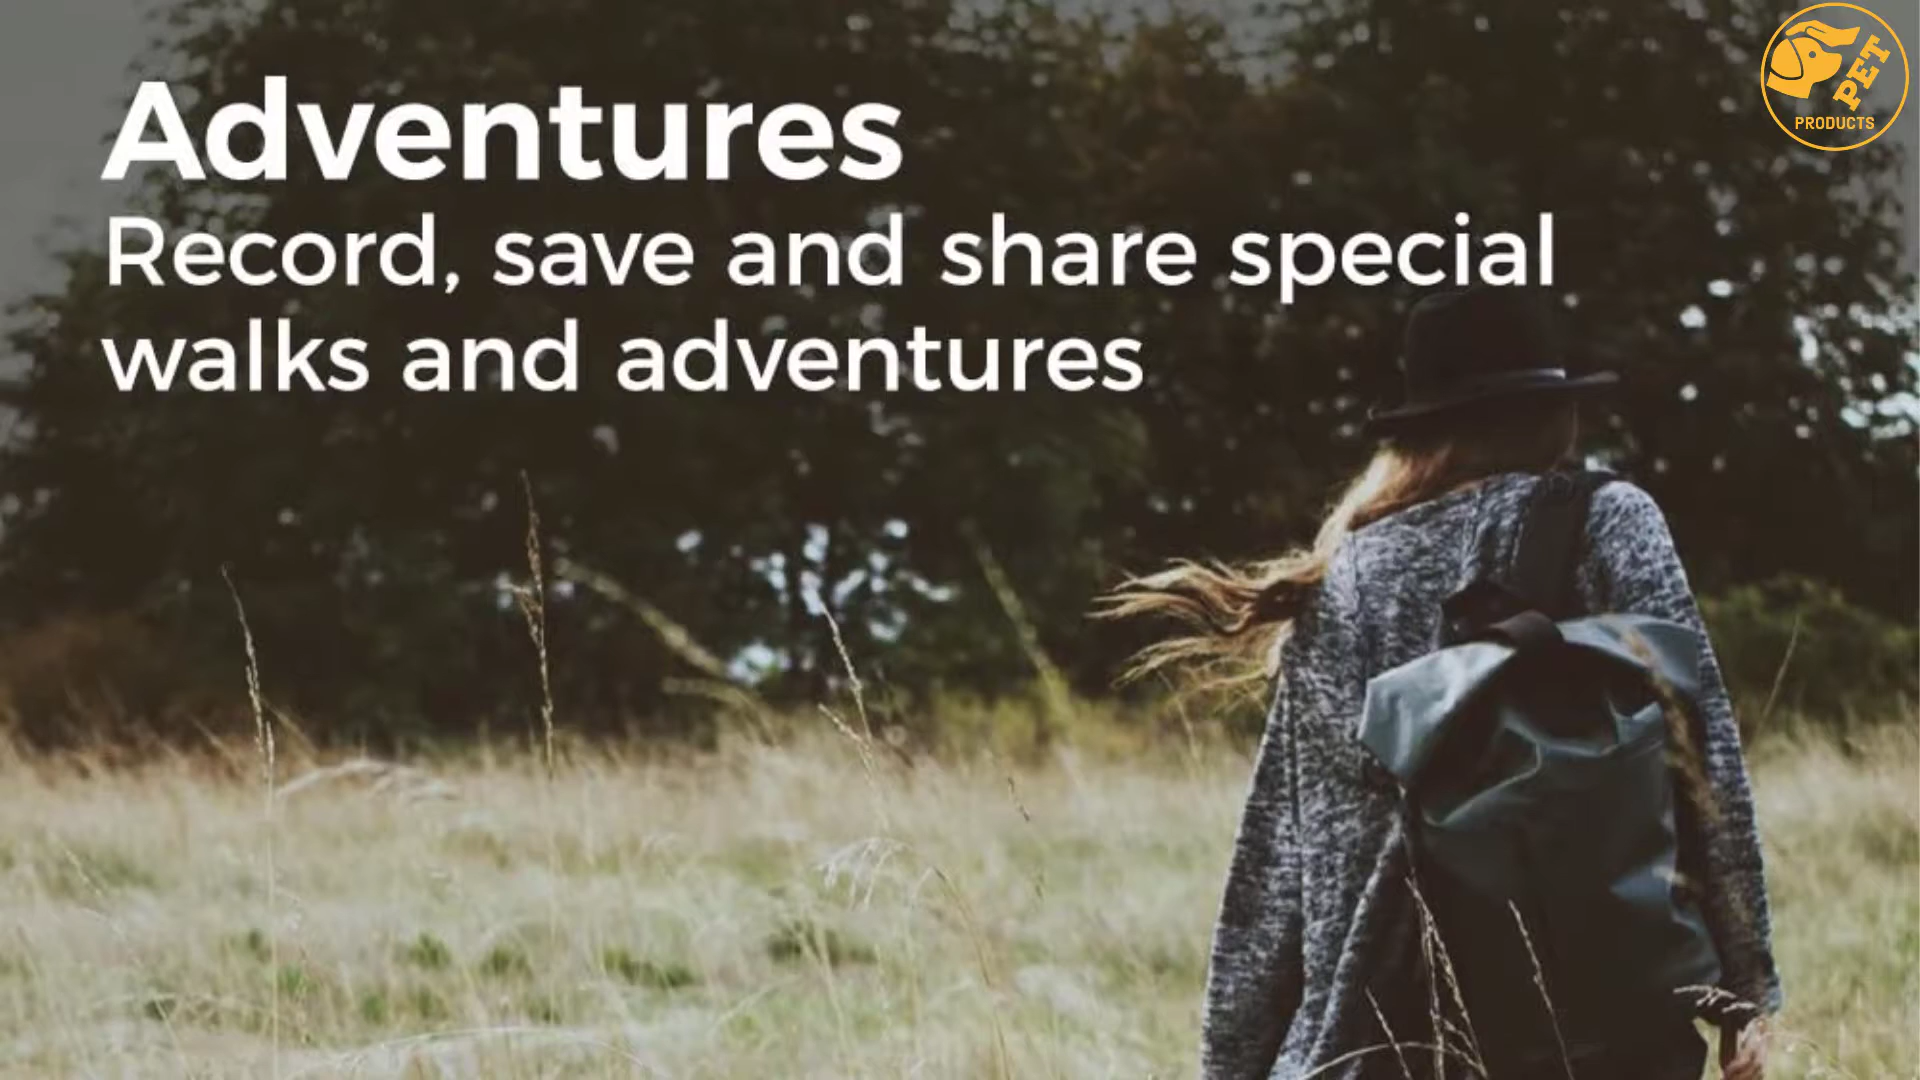 Adventures
Record, save and share special
walks and adventures
PET
PRODUCTS